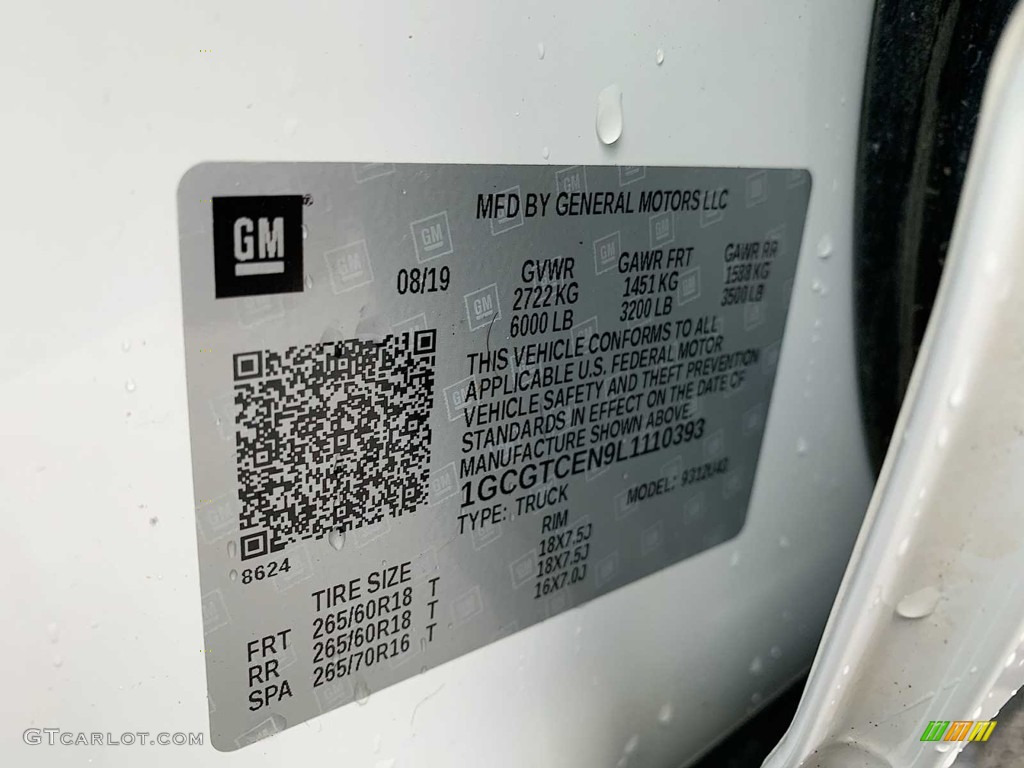 GM
MFD BY GENERAL MOTORS LLC
08/19
GVWR GAWR FRT GAWR RR
2722 KG 1451 KG 1588 KG
6000 LB 3200 LB 3500 LB
THIS VEHICLE CONFORMS TO ALL
APPLICABLE U.S. FEDERAL MOTOR
VEHICLE SAFETY AND THEFT PREVENTION
STANDARDS IN EFFECT ON THE DATE OF
MANUFACTURE SHOWN ABOVE.
1GCGTCEN9L1110393
TYPE: TRUCK MODEL:
8624
TIRE SIZE RIM
FRT 265/60R18 T 18X7.5J
RR 265/60R18 T 18X7.5J
SPA 265/70R16 T 16X7.0J
GTCARLOT.COM